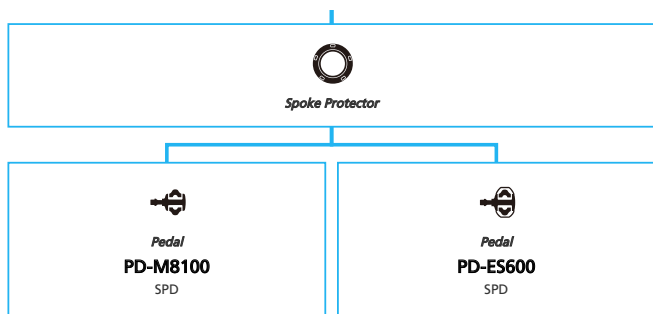 Spoke Protector
Pedal
PD-M8100
SPD
Pedal
PD-ES600
SPD